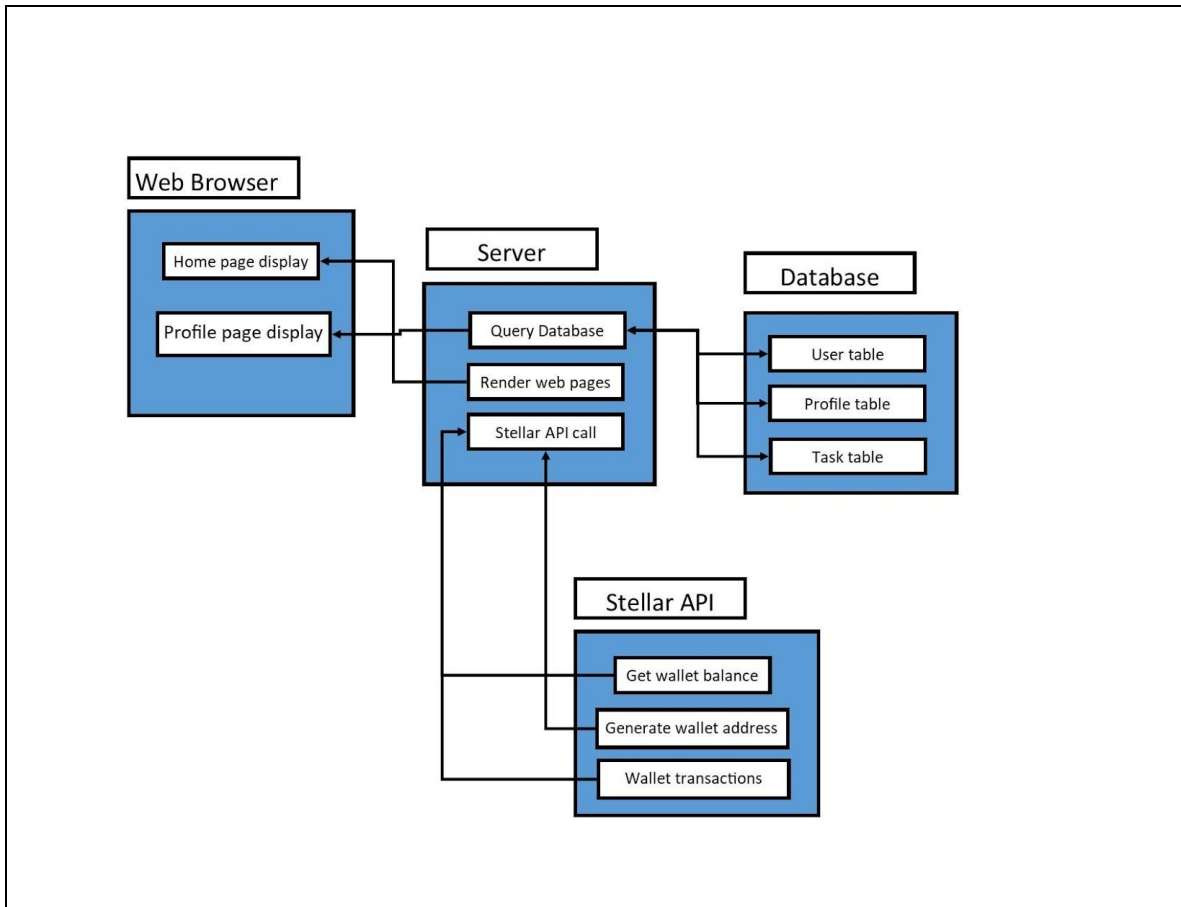 Web Browser
Home page display
Profile page display
Server
Query Database
Render web pages
Stellar API call
Database
User table
Profile table
Task table
Stellar API
Get wallet balance
Generate wallet address
Wallet transactions